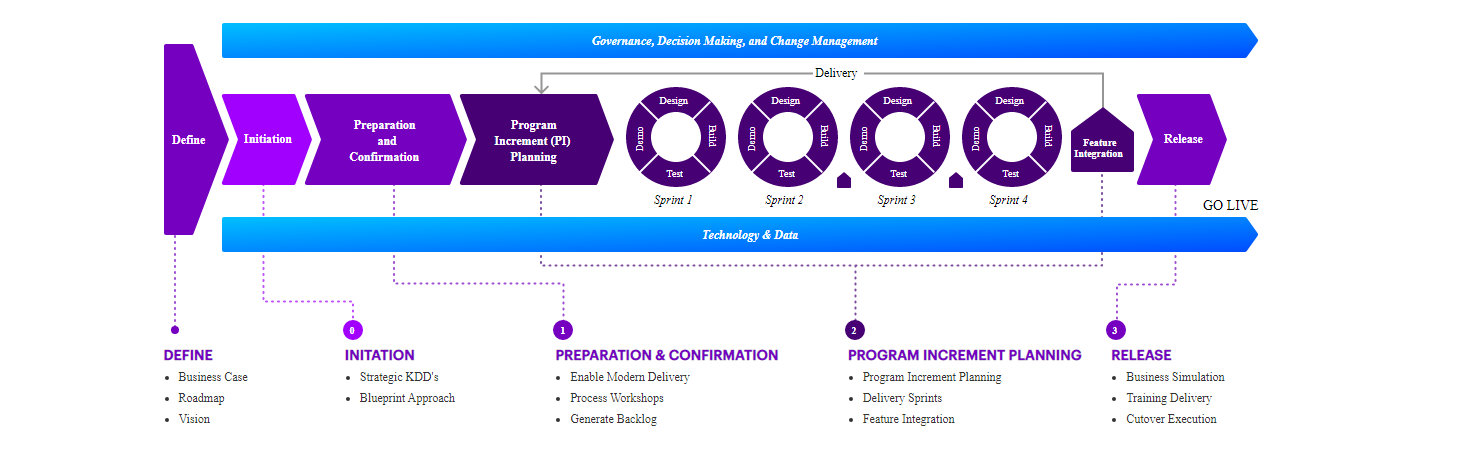 Governance, Decision Making, and Change Management
Delivery
Define
Initiation
Preparation
and
Confirmation
Program
Increment (PI)
Planning
Design
Build
Test
Demo
Sprint 1
Design
Build
Test
Demo
Sprint 2
Design
Build
Test
Demo
Sprint 3
Design
Build
Test
Demo
Sprint 4
Feature
Integration
Release
GO LIVE
Technology & Data
DEFINE
Business Case
Roadmap
Vision
0
INITATION
Strategic KDD's
Blueprint Approach
1
PREPARATION & CONFIRMATION
Enable Modern Delivery
Process Workshops
Generate Backlog
2
PROGRAM INCREMENT PLANNING
Program Increment Planning
Delivery Sprints
Feature Integration
3
RELEASE
Business Simulation
Training Delivery
Cutover Execution